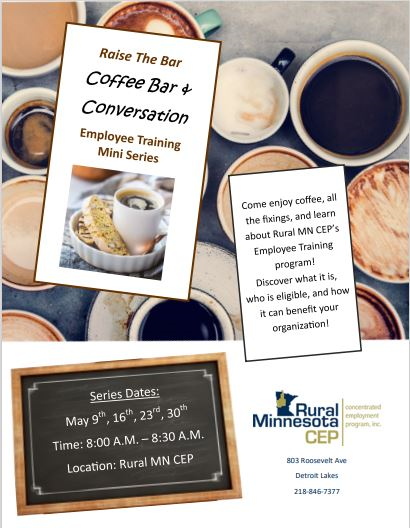 Raise The Bar
Coffee Bar &
Conversation
Employee Training
Mini Series
Come enjoy coffee, all
the fixings, and learn
about Rural MN CEP's
Employee Training
program!
Discover what it is,
who is eligible, and how
it can benefit your
organization!
Series Dates:
May 9th, 16th, 23rd, 30th
Time: 8:00 A.M. – 8:30 A.M.
Location: Rural MN CEP
Rural
Minnesota
CEP
concentrated
employment
program, inc.
803 Roosevelt Ave
Detroit Lakes
218-846-7377